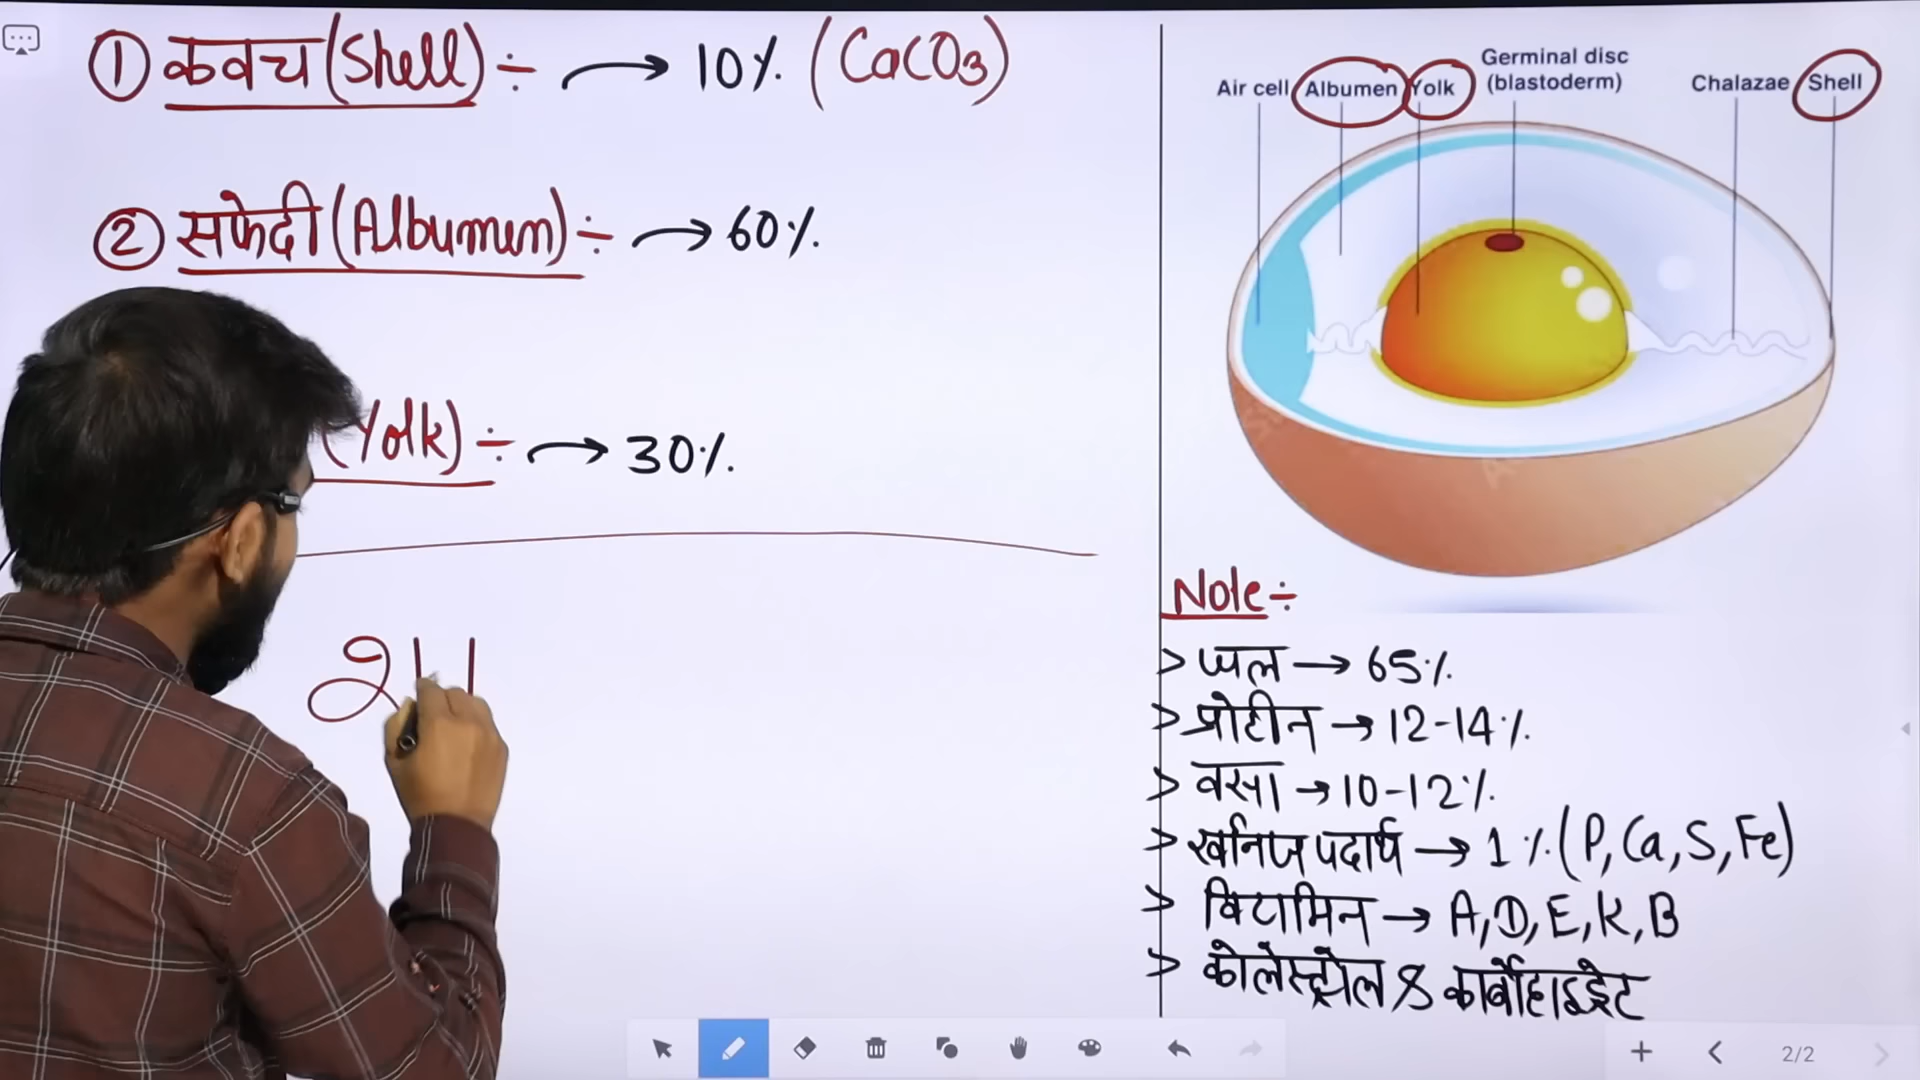 ① कवच (Shell) ÷ → 10% (CaCO3)
② सफेदी (Albumen) ÷ → 60%
(Yolk) ÷ → 30%
Air cell Albumen Yolk Germinal disc (blastoderm) Chalazae Shell
Note ÷
> जल → 65%
> प्रोटीन → 12-14%
> वसा → 10-12%
> खनिज पदार्थ → 1% (P, Ca, S, Fe)
> विटामिन → A, D, E, K, B
> कोलेस्ट्रोल & कार्बोहाइड्रेट
2/2